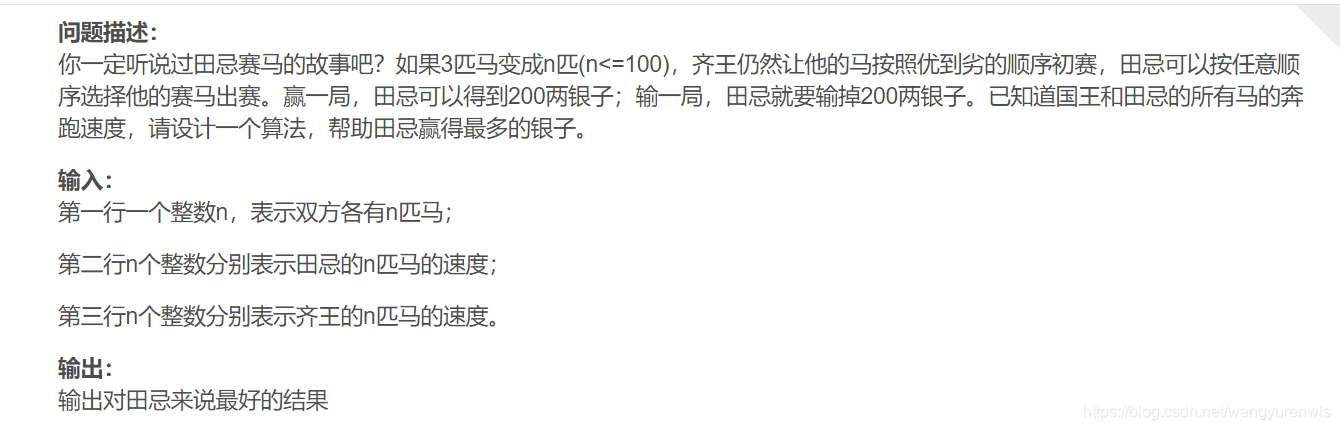 问题描述：
你一定听说过田忌赛马的故事吧？如果3匹马变成n匹(n<=100)，齐王仍然让他的马按照优到劣的顺序初赛，田忌可以按任意顺
序选择他的赛马出赛。赢一局，田忌可以得到200两银子；输一局，田忌就要输掉200两银子。已知道国王和田忌的所有马的奔
跑速度，请设计一个算法，帮助田忌赢得最多的银子。
输入：
第一行一个整数n，表示双方各有n匹马；
第二行n个整数分别表示田忌的n匹马的速度；
第三行n个整数分别表示齐王的n匹马的速度。
输出：
输出对田忌来说最好的结果
https://blog.csdn.net/wangyurenwls